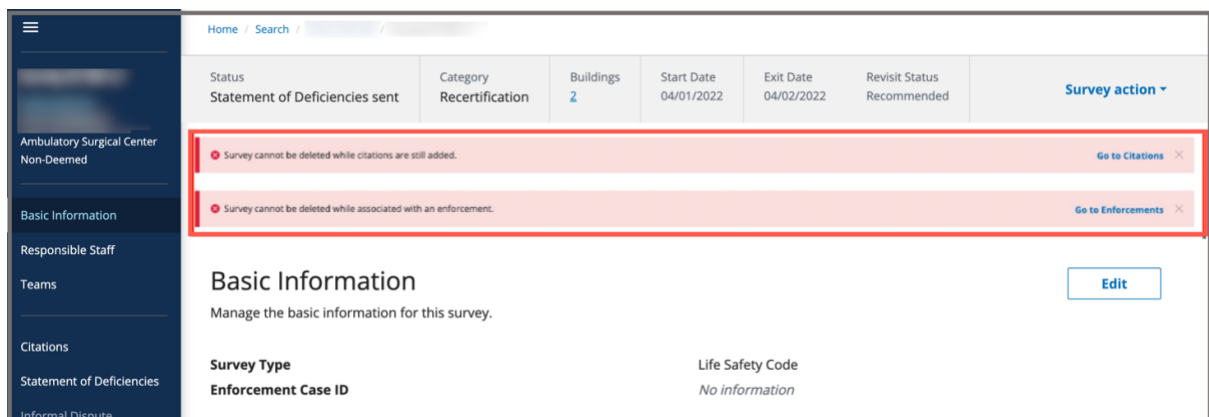 Home / Search / /
Status
Statement of Deficiencies sent
Category
Recertification
Buildings
2
Start Date
04/01/2022
Exit Date
04/02/2022
Revisit Status
Recommended
Survey action
Ambulatory Surgical Center
Non-Deemed
Survey cannot be deleted while citations are still added.
Go to Citations
Survey cannot be deleted while associated with an enforcement.
Go to Enforcements
Basic Information
Responsible Staff
Teams
Citations
Statement of Deficiencies
Informal Dispute
Basic Information
Edit
Manage the basic information for this survey.
Survey Type
Life Safety Code
Enforcement Case ID
No information